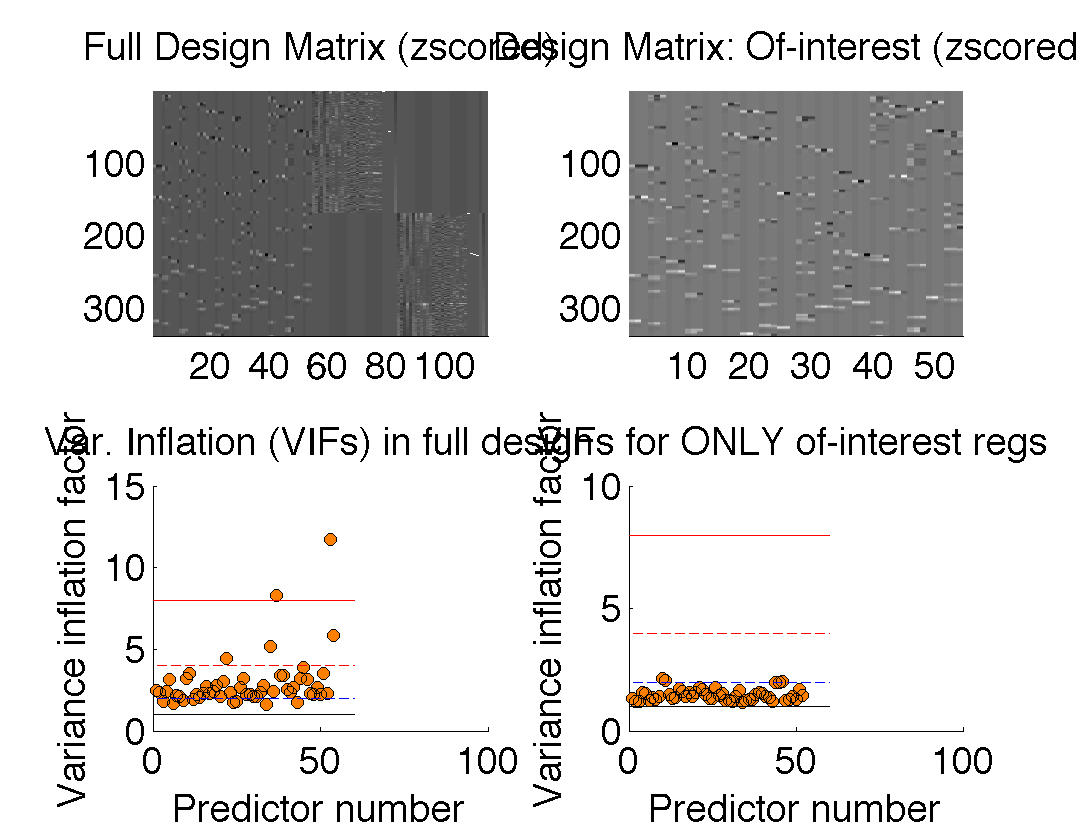 Full Design Matrix (zscored)
Design Matrix: Of-interest (zscored
100
200
300
20 40 60 80 100
100
200
300
10 20 30 40 50
Var. Inflation (VIFs) in full design
VIFs for ONLY of-interest regs
Variance inflation factor
15
10
5
0
0 50 100
Predictor number
Variance inflation factor
10
5
0
0 50 100
Predictor number